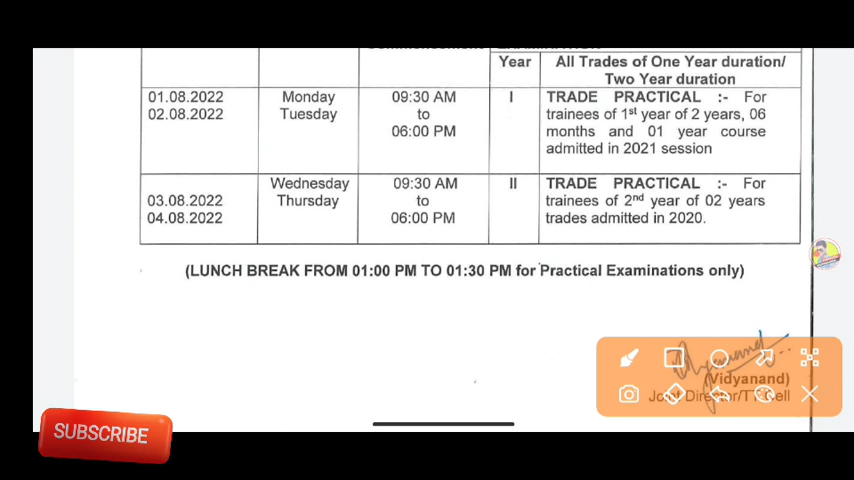 Year
All Trades of One Year duration/
Two Year duration
01.08.2022
02.08.2022
Monday
Tuesday
09:30 AM
to
06:00 PM
I
TRADE PRACTICAL :- For
trainees of 1st year of 2 years, 06
months and 01 year course
admitted in 2021 session
03.08.2022
04.08.2022
Wednesday
Thursday
09:30 AM
to
06:00 PM
II
TRADE PRACTICAL :- For
trainees of 2nd year of 02 years
trades admitted in 2020.
(LUNCH BREAK FROM 01:00 PM TO 01:30 PM for Practical Examinations only)
(Vidyanand)
Joint Director/TT Cell
SUBSCRIBE